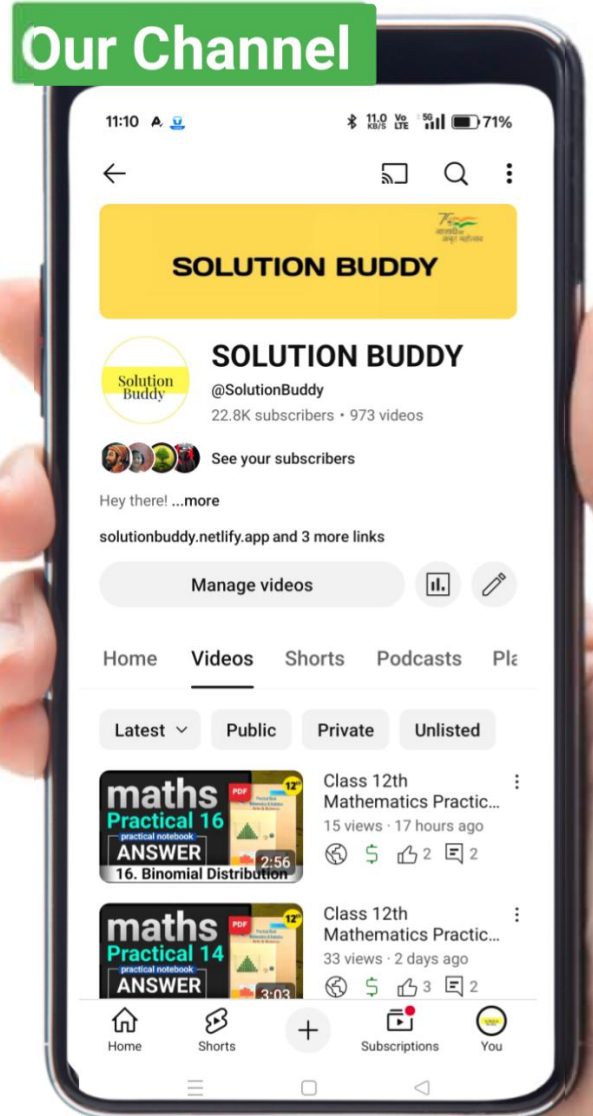 Our Channel
11:10
11.0 KB/S Vo LTE 5G 71%
SOLUTION BUDDY
Solution
Buddy
SOLUTION BUDDY
@SolutionBuddy
22.8K subscribers • 973 videos
See your subscribers
Hey there! ...more
solutionbuddy.netlify.app and 3 more links
Manage videos
Home Videos Shorts Podcasts Pla
Latest Public Private Unlisted
maths
PDF
12th
Practical 16
practical notebook
ANSWER
2:56
16. Binomial Distribution
Class 12th
Mathematics Practic...
15 views · 17 hours ago
2 2
maths
PDF
12th
Practical 14
practical notebook
ANSWER
3:03
Class 12th
Mathematics Practic...
33 views · 2 days ago
3 2
Home Shorts Subscriptions You